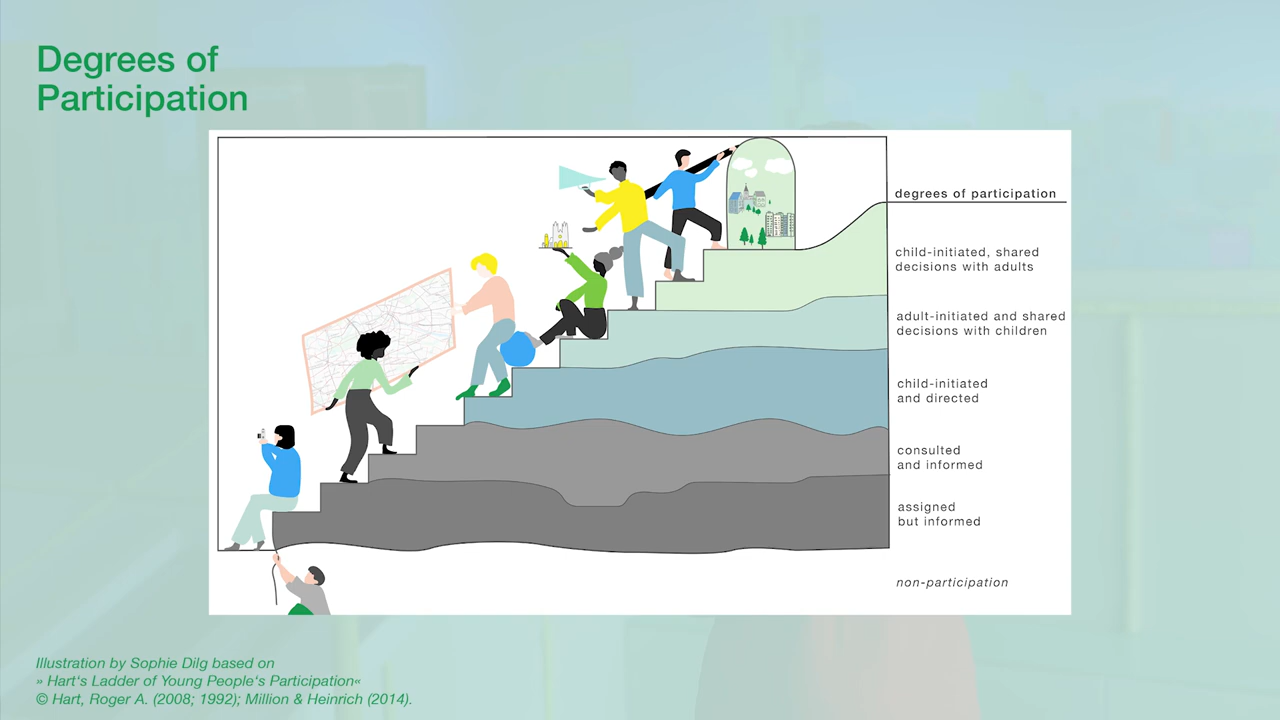 Degrees of
Participation
degrees of participation
child-initiated, shared
decisions with adults
adult-initiated and shared
decisions with children
child-initiated
and directed
consulted
and informed
assigned
but informed
non-participation
Illustration by Sophie Dilg based on
» Hart‘s Ladder of Young People‘s Participation«
© Hart, Roger A. (2008; 1992); Million & Heinrich (2014).